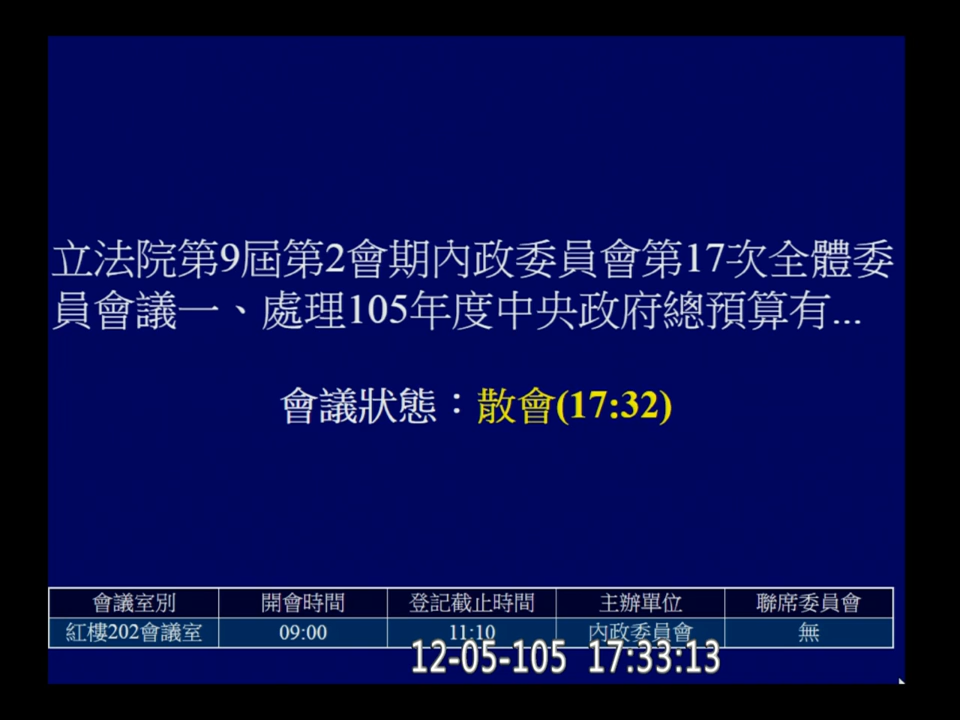 立法院第9屆第2會期內政委員會第17次全體委
員會議一、處理105年度中央政府總預算有...
會議狀態：散會(17:32)
會議室別 開會時間 登記截止時間 主辦單位 聯席委員會
紅樓202會議室 09:00 11:10 內政委員會 無
12-05-105 17:33:13